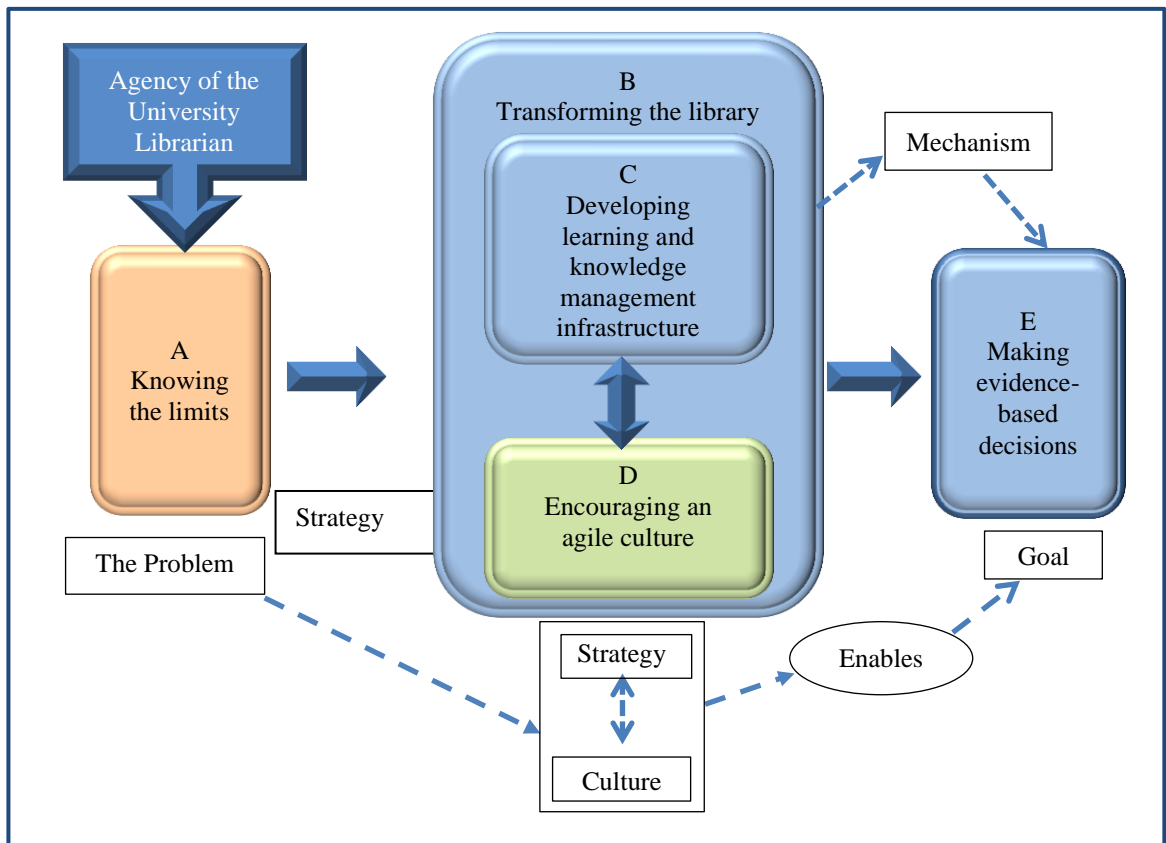 Agency of the
University
Librarian
A
Knowing
the limits
The Problem
Strategy
B
Transforming the library
C
Developing
learning and
knowledge
management
infrastructure
D
Encouraging an
agile culture
Strategy
Culture
Mechanism
E
Making
evidence-
based
decisions
Goal
Enables